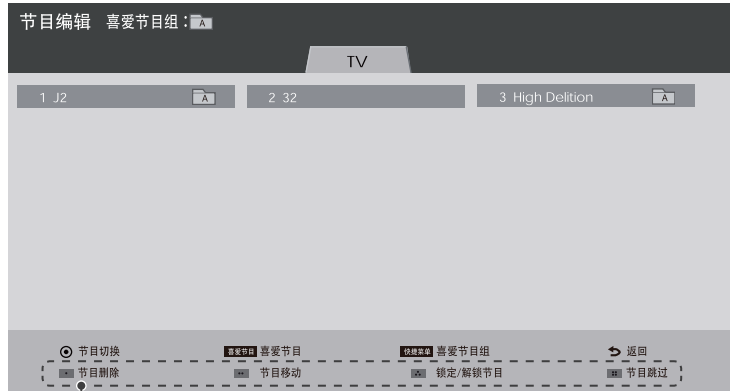 节目编辑 喜爱节目组：A
TV
1 J2 A 2 32 3 High Delition A
节目切换 喜爱节目 喜爱节目 快捷菜单 喜爱节目组 返回
节目删除 节目移动 锁定/解锁节目 节目跳过